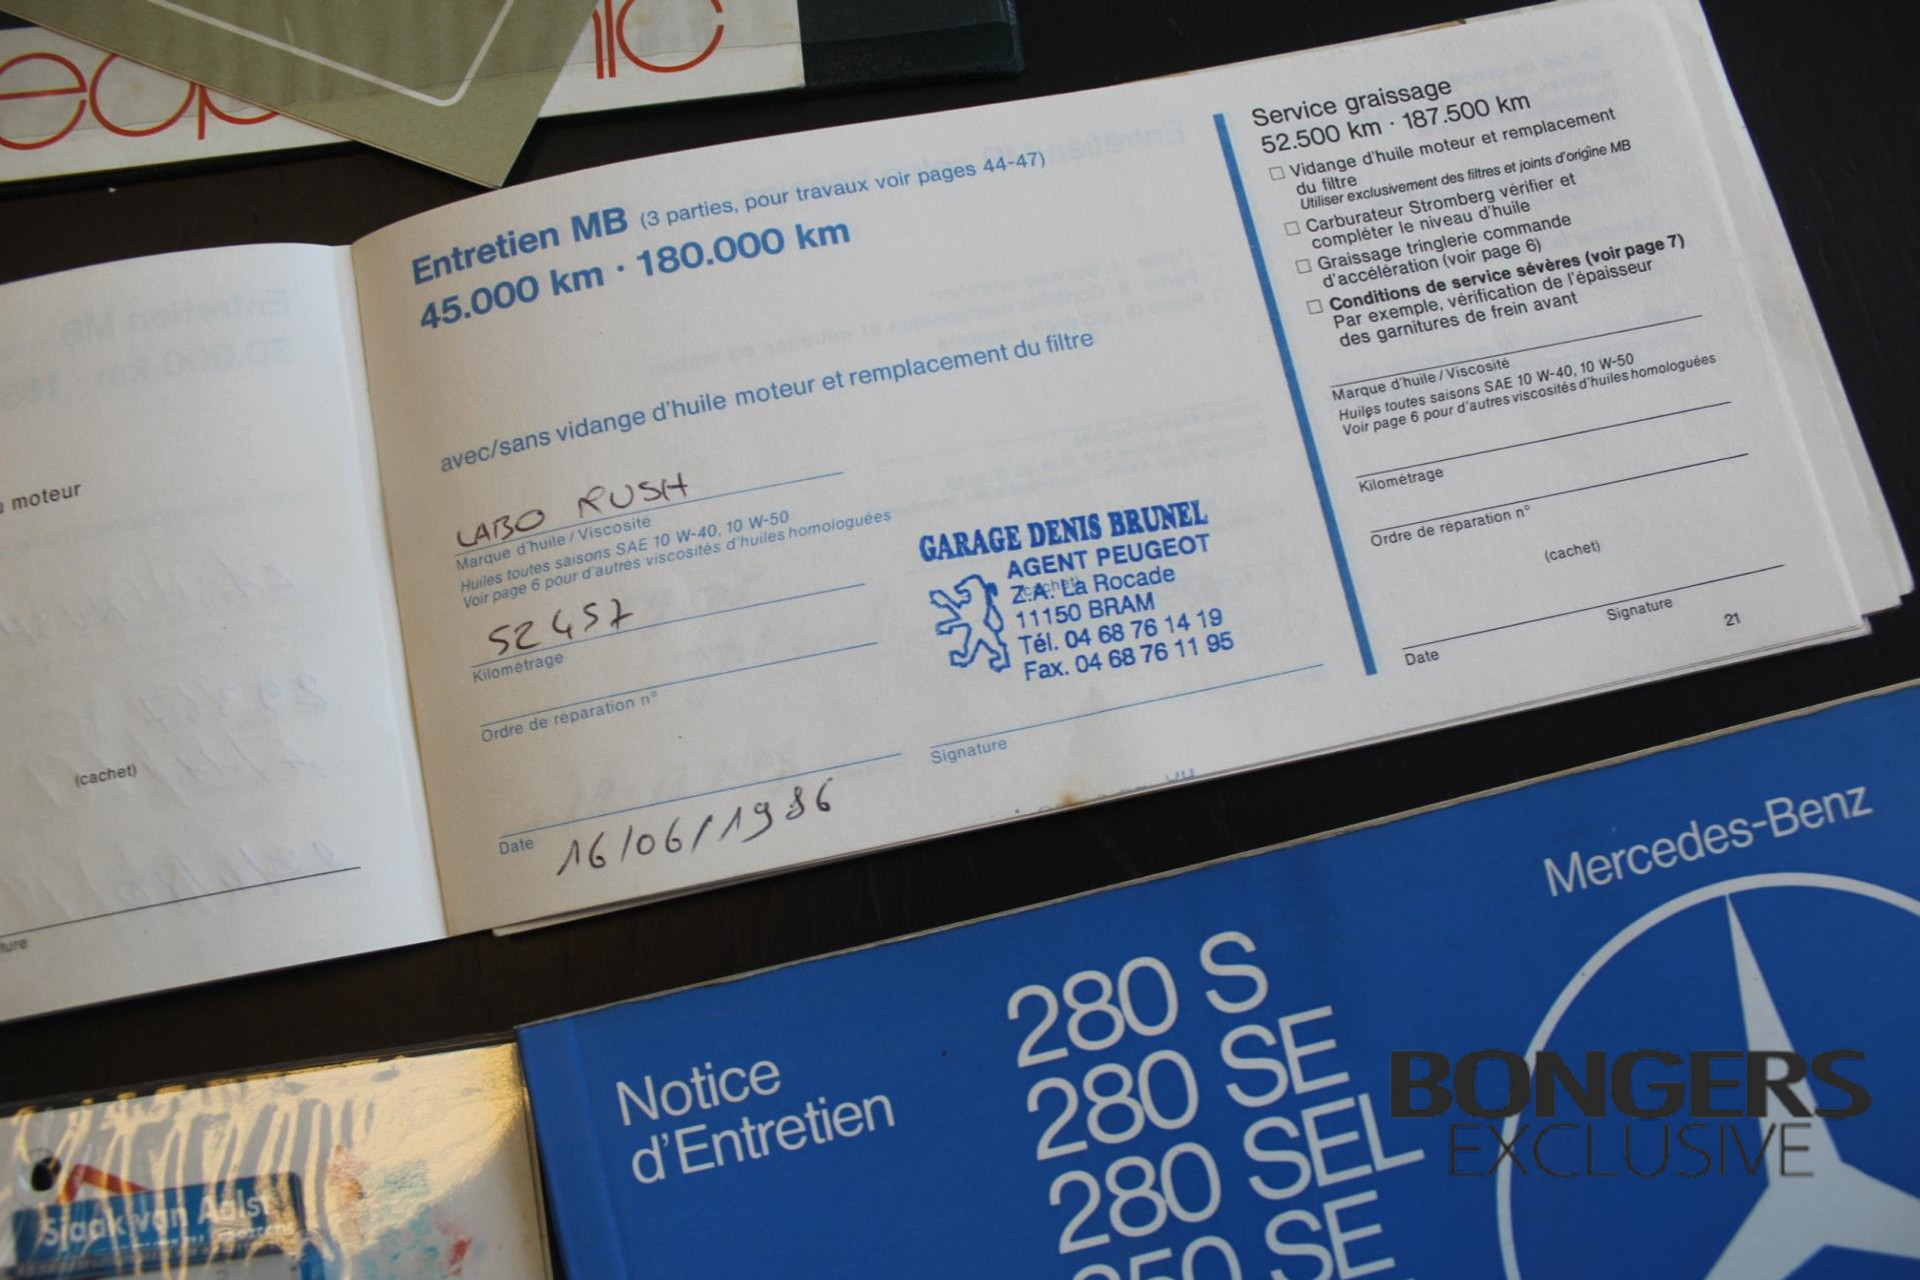 Entretien MB (3 parties, pour travaux voir pages 44-47)
45.000 km · 180.000 km
avec/sans vidange d'huile moteur et remplacement du filtre
LABO RUSH
Marque d'huile / Viscosité
Huiles toutes saisons SAE 10 W-40, 10 W-50
Voir page 6 pour d'autres viscosités d'huiles homologuées
52457
Kilométrage
Ordre de réparation n°
Date
16/06/1986
GARAGE DENIS BRUNEL
AGENT PEUGEOT
(cachet)
Z.A. La Rocade
11150 BRAM
Tél. 04 68 76 14 19
Fax. 04 68 76 11 95
Signature
Service graissage
52.500 km · 187.500 km
Vidange d'huile moteur et remplacement
du filtre
Utiliser exclusivement des filtres et joints d'origine MB
Carburateur Stromberg vérifier et
compléter le niveau d'huile
Graissage tringlerie commande
d'accélération (voir page 6)
Conditions de service sévères (voir page 7)
Par exemple, vérification de l'épaisseur
des garnitures de frein avant
Marque d'huile / Viscosité
Huiles toutes saisons SAE 10 W-40, 10 W-50
Voir page 6 pour d'autres viscosités d'huiles homologuées
Kilométrage
Ordre de réparation n°
(cachet)
Date
Signature
21
moteur
(cachet)
Mercedes-Benz
Notice
d'Entretien
280 S
280 SE
280 SEL
350 SE
Sjaak van Aalst
BONGERS
EXCLUSIVE